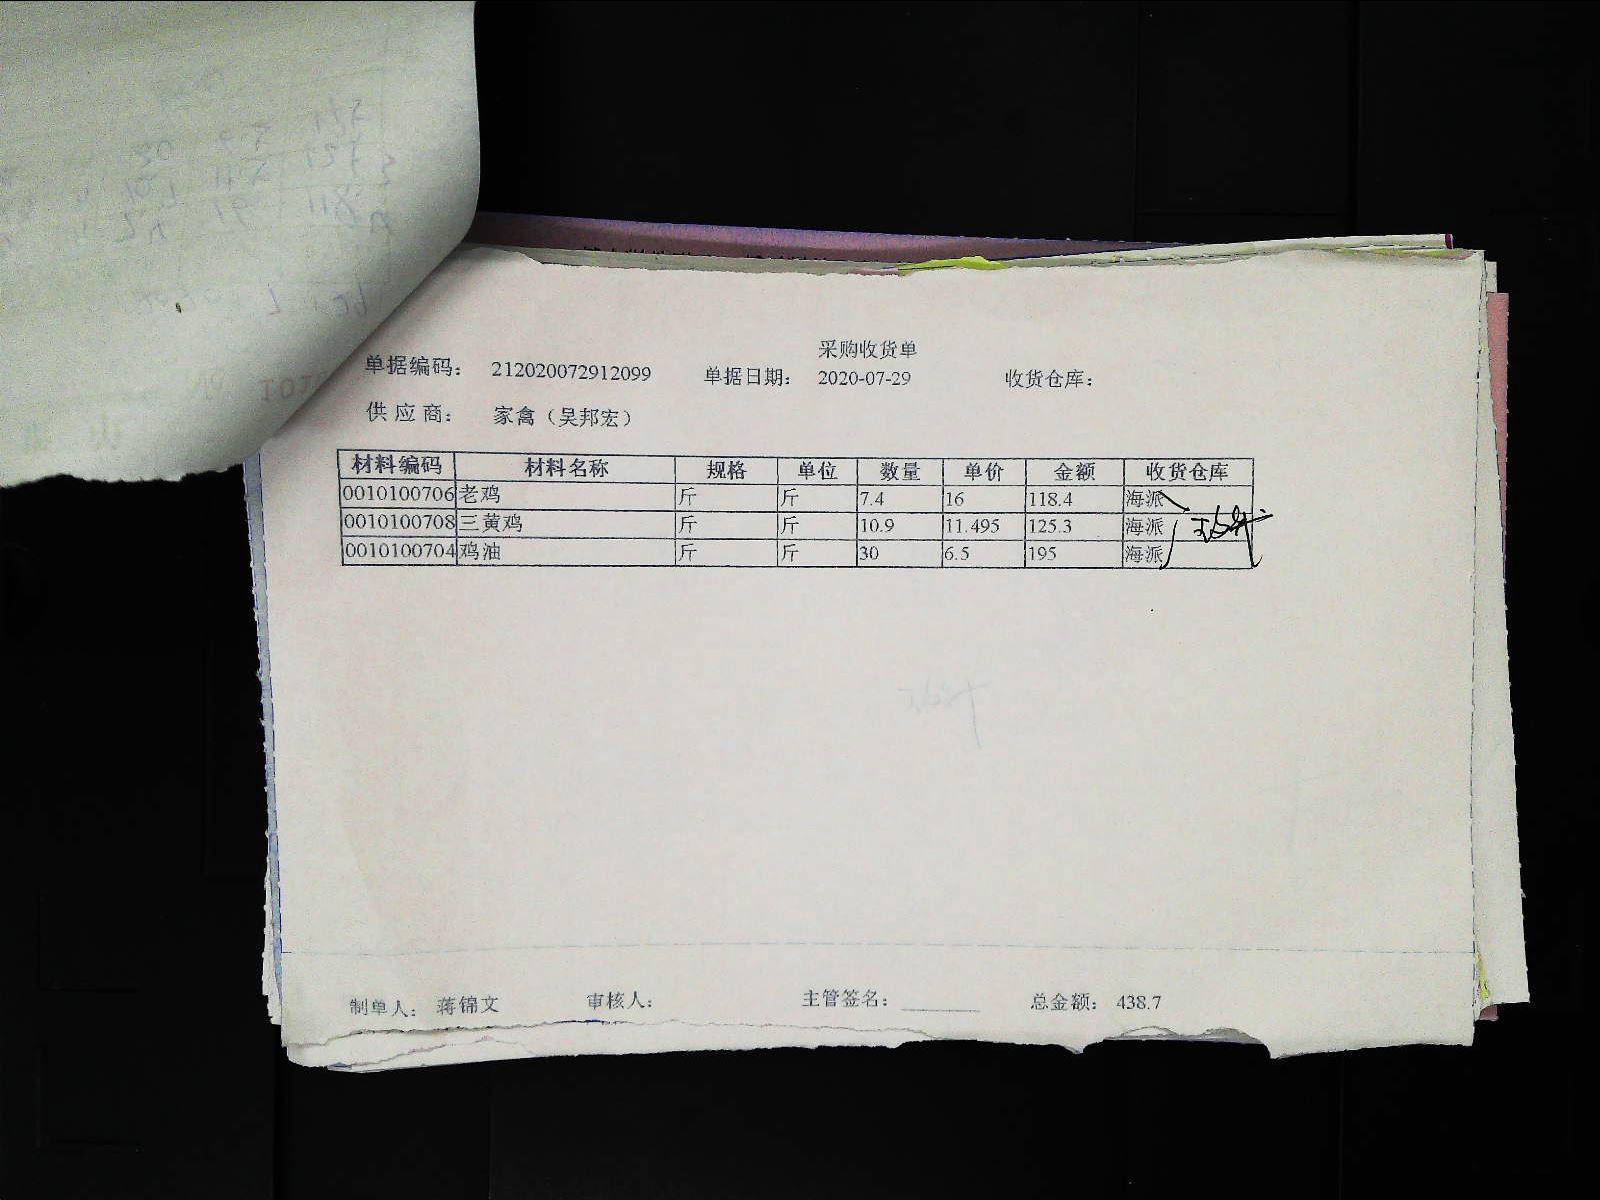 采购收货单
单据编码： 212020072912099 单据日期： 2020-07-29 收货仓库：
供应商： 家禽（吴邦宏）
材料编码 材料名称 规格 单位 数量 单价 金额 收货仓库
0010100706 老鸡 斤 斤 7.4 16 118.4 海派
0010100708 三黄鸡 斤 斤 10.9 11.495 125.3 海派
0010100704 鸡油 斤 斤 30 6.5 195 海派
制单人： 蒋锦文 审核人： 主管签名： 总金额： 438.7